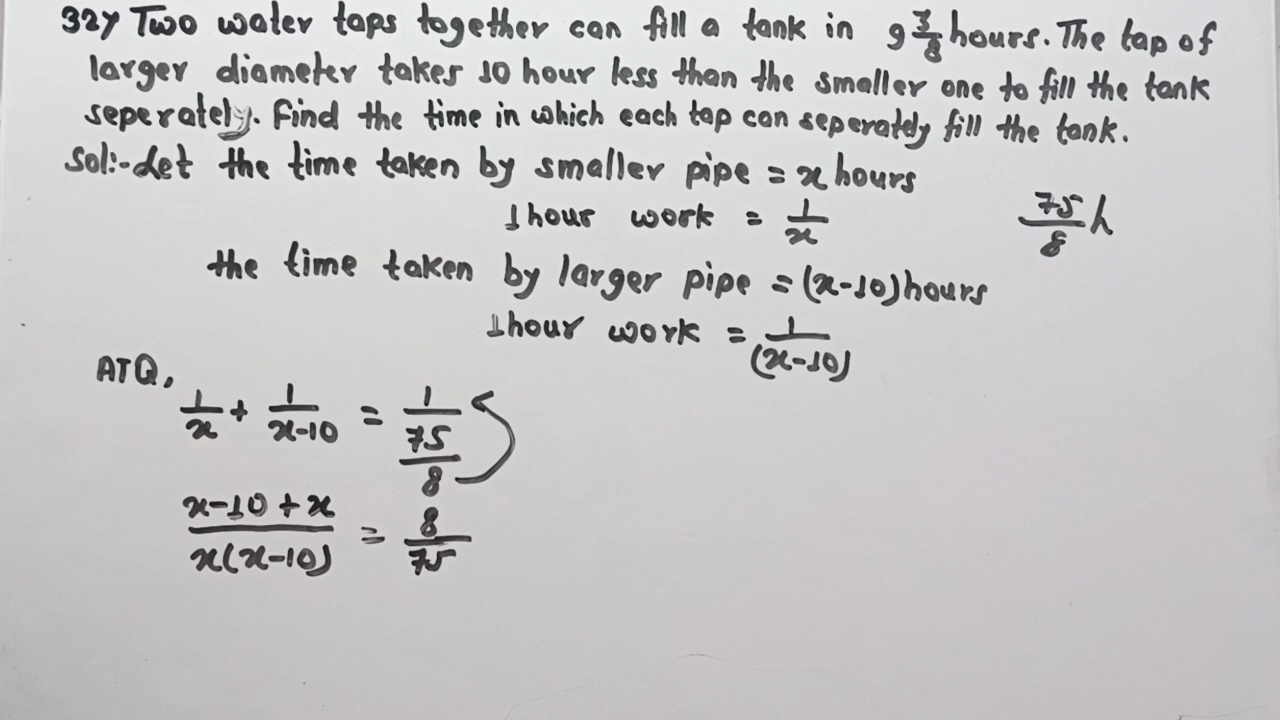 32) Two water taps together can fill a tank in 9 3/8 hours. The tap of
larger diameter takes 10 hour less than the smaller one to fill the tank
seperately. Find the time in which each tap can seperately fill the tank.
Sol:- Let the time taken by smaller pipe = x hours
1 hour work = 1/x
75/8 h
the time taken by larger pipe = (x-10) hours
1 hour work = 1/(x-10)
ATQ,
1/x + 1/x-10 = 1/75/8
x-10+x/x(x-10) = 8/75